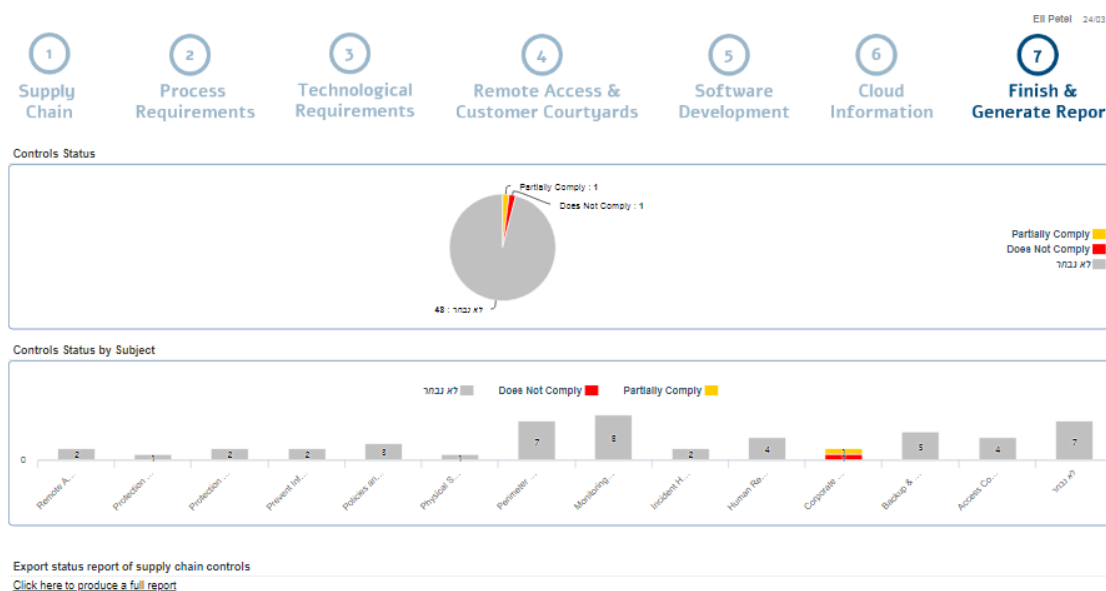 Eli Petel 24/03
1 2 3 4 5 6 7
Supply Chain
Process Requirements
Technological Requirements
Remote Access & Customer Courtyards
Software Development
Cloud Information
Finish & Generate Repor
Controls Status
Partially Comply : 1
Does Not Comply : 1
לא נבחר : 48
Partially Comply
Does Not Comply
לא נבחר
Controls Status by Subject
לא נבחר Does Not Comply Partially Comply
0
2 1 2 2 3 1 7 8 2 4 1 5 4 7
Remote A...
Protection ...
Protection ...
Prevent Inf...
Policies an...
Physical S...
Perimeter ...
Monitoring...
Incident H...
Human Re...
Corporate ...
Backup & ...
Access Co...
לא נבחר
Export status report of supply chain controls
Click here to produce a full report